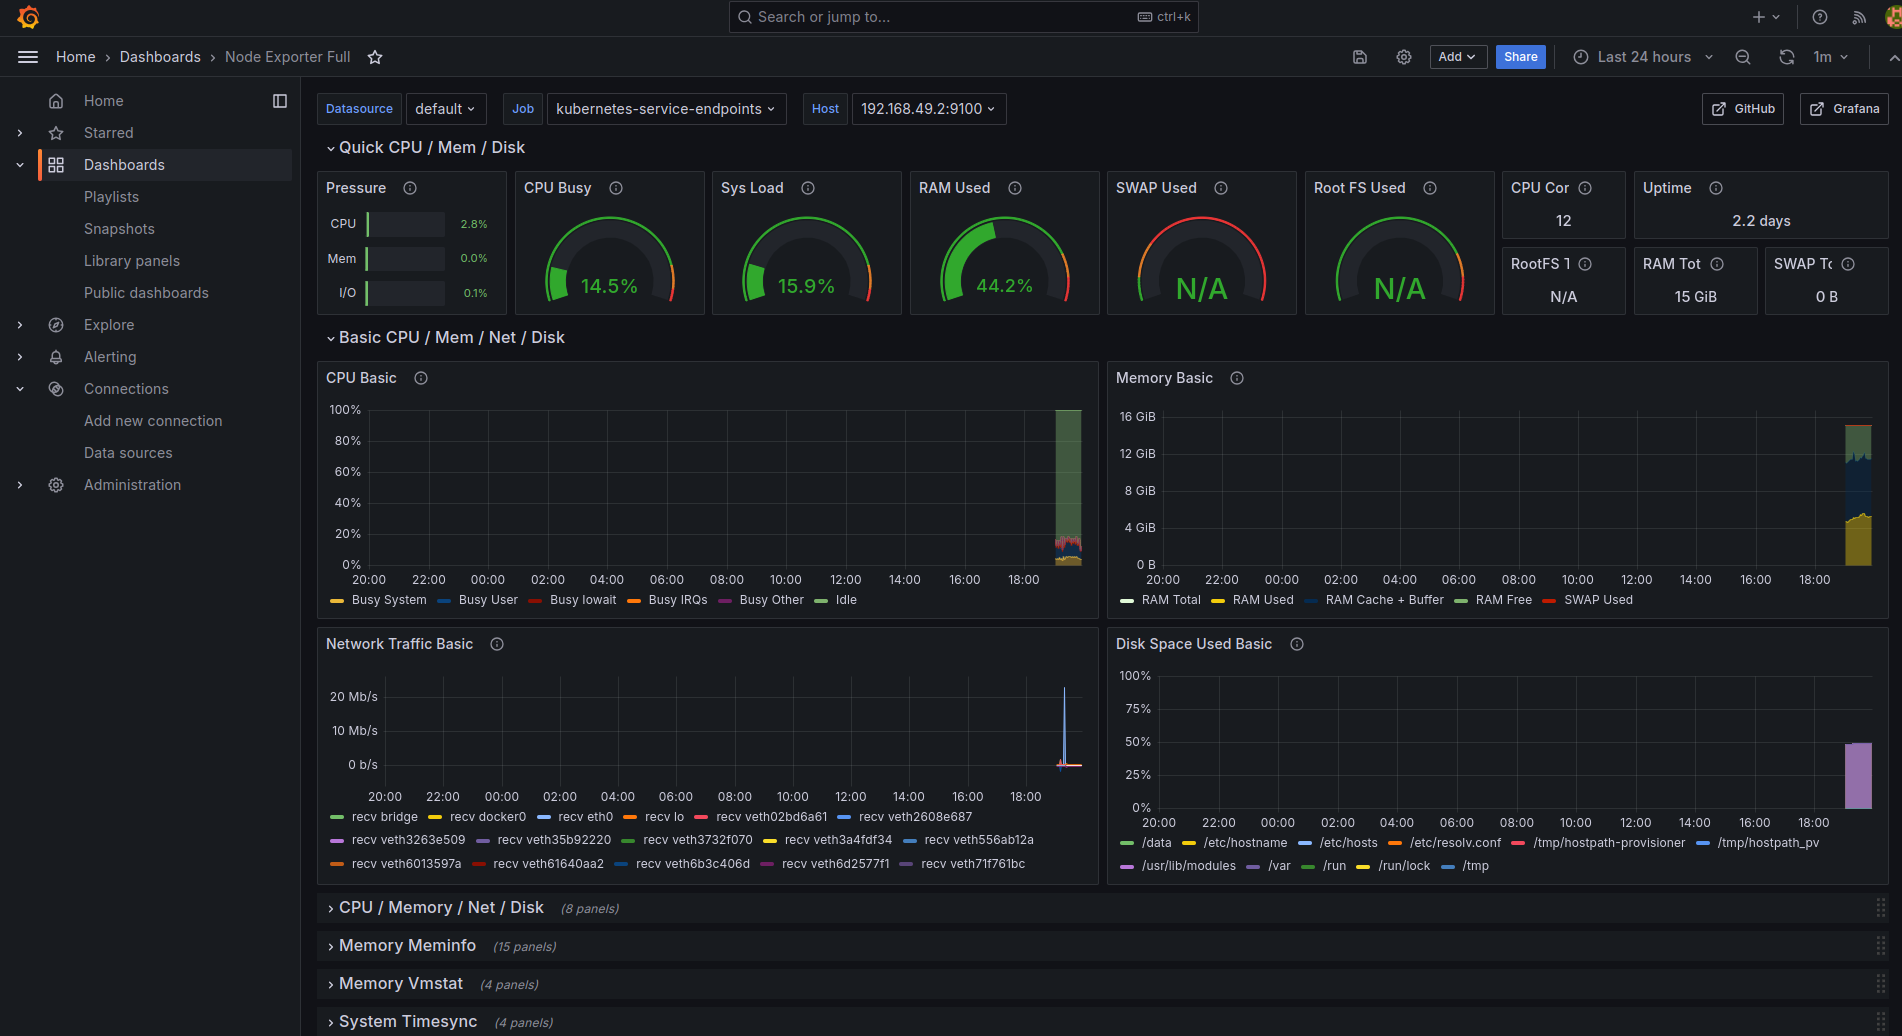 Search or jump to... ctrl+k
Home › Dashboards › Node Exporter Full
Add Share Last 24 hours 1m
Home
Starred
Dashboards
Playlists
Snapshots
Library panels
Public dashboards
Explore
Alerting
Connections
Add new connection
Data sources
Administration
Datasource default Job kubernetes-service-endpoints Host 192.168.49.2:9100 GitHub Grafana
Quick CPU / Mem / Disk
Pressure
CPU 2.8%
Mem 0.0%
I/O 0.1%
CPU Busy
14.5%
Sys Load
15.9%
RAM Used
44.2%
SWAP Used
N/A
Root FS Used
N/A
CPU Cor
12
Uptime
2.2 days
RootFS T
N/A
RAM Tot
15 GiB
SWAP To
0 B
Basic CPU / Mem / Net / Disk
CPU Basic
100%
80%
60%
40%
20%
0%
20:00 22:00 00:00 02:00 04:00 06:00 08:00 10:00 12:00 14:00 16:00 18:00
Busy System Busy User Busy Iowait Busy IRQs Busy Other Idle
Memory Basic
16 GiB
12 GiB
8 GiB
4 GiB
0 B
20:00 22:00 00:00 02:00 04:00 06:00 08:00 10:00 12:00 14:00 16:00 18:00
RAM Total RAM Used RAM Cache + Buffer RAM Free SWAP Used
Network Traffic Basic
20 Mb/s
10 Mb/s
0 b/s
20:00 22:00 00:00 02:00 04:00 06:00 08:00 10:00 12:00 14:00 16:00 18:00
recv bridge recv docker0 recv eth0 recv lo recv veth02bd6a61 recv veth2608e687
recv veth3263e509 recv veth35b92220 recv veth3732f070 recv veth3a4fdf34 recv veth556ab12a
recv veth6013597a recv veth61640aa2 recv veth6b3c406d recv veth6d2577f1 recv veth71f761bc
Disk Space Used Basic
100%
75%
50%
25%
0%
20:00 22:00 00:00 02:00 04:00 06:00 08:00 10:00 12:00 14:00 16:00 18:00
/data /etc/hostname /etc/hosts /etc/resolv.conf /tmp/hostpath-provisioner /tmp/hostpath_pv
/usr/lib/modules /var /run /run/lock /tmp
CPU / Memory / Net / Disk (8 panels)
Memory Meminfo (15 panels)
Memory Vmstat (4 panels)
System Timesync (4 panels)